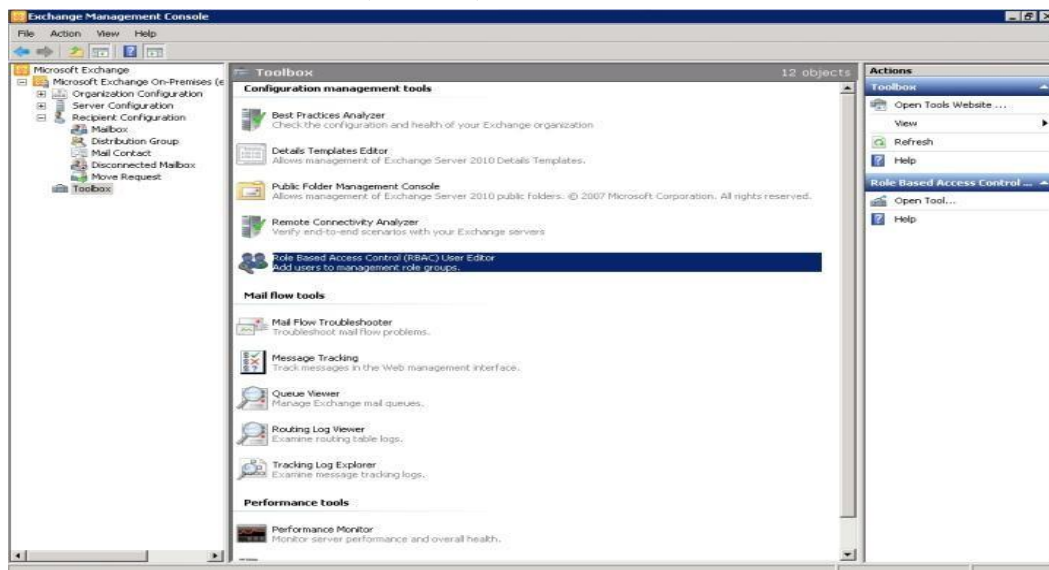 Exchange Management Console
File Action View Help
Microsoft Exchange
Microsoft Exchange On-Premises (e
Organization Configuration
Server Configuration
Recipient Configuration
Mailbox
Distribution Group
Mail Contact
Disconnected Mailbox
Move Request
Toolbox
Toolbox 12 objects
Configuration management tools
Best Practices Analyzer
Check the configuration and health of your Exchange organization
Details Templates Editor
Allows management of Exchange Server 2010 Details Templates.
Public Folder Management Console
Allows management of Exchange Server 2010 public folders. © 2007 Microsoft Corporation. All rights reserved.
Remote Connectivity Analyzer
Verify end-to-end scenarios with your Exchange servers
Role Based Access Control (RBAC) User Editor
Add users to management role groups.
Mail flow tools
Mail Flow Troubleshooter
Troubleshoot mail flow problems.
Message Tracking
Track messages in the Web management interface.
Queue Viewer
Manage Exchange mail queues.
Routing Log Viewer
Examine routing table logs.
Tracking Log Explorer
Examine message tracking logs.
Performance tools
Performance Monitor
Monitor server performance and overall health.
Actions
Toolbox
Open Tools Website ...
View
Refresh
Help
Role Based Access Control ...
Open Tool...
Help